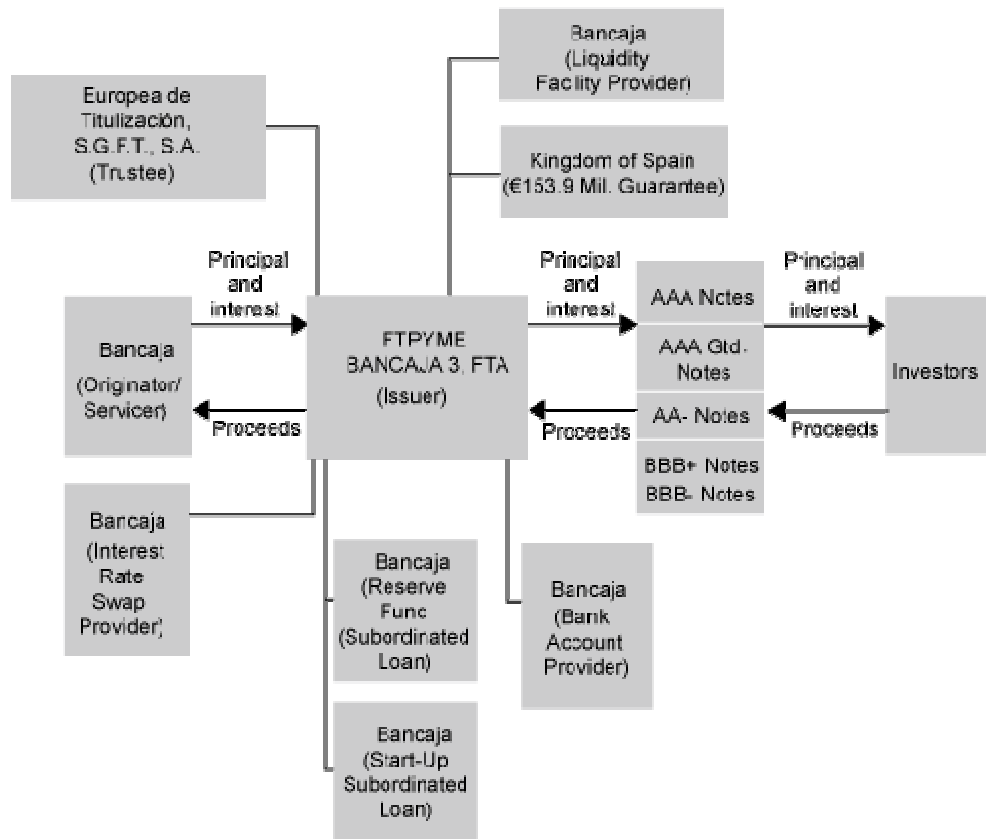 Bancaja
(Liquidity
Facility Provider)
Europea de
Titulización,
S.G.F.T., S.A.
(Trustee)
Kingdom of Spain
(€153.9 Mil. Guarantee)
Principal
and
interest
Principal
and
interest
Principal
and
interest
Bancaja
(Originator/
Servicer)
FTPYME
BANCAJA 3, FTA
(Issuer)
AAA Notes
AAA Gtd.
Notes
AA- Notes
BBB+ Notes
BBB- Notes
Investors
Proceeds
Proceeds
Proceeds
Bancaja
(Interest
Rate
Swap
Provider)
Bancaja
(Reserve
Func
(Subordinated
Loan)
Bancaja
(Bank
Account
Provider)
Bancaja
(Start-Up
Subordinated
Loan)